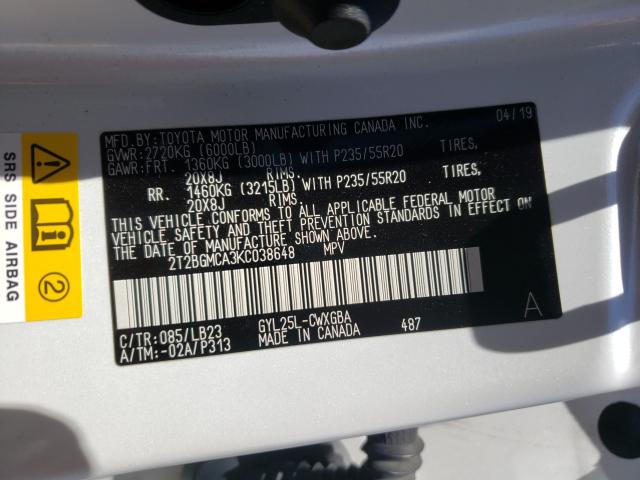 MFD.BY:TOYOTA MOTOR MANUFACTURING CANADA INC. 04/19
GVWR:2720KG (6000LB)
GAWR:FRT. 1360KG (3000LB) WITH P235/55R20 TIRES,
20X8J RIMS.
RR. 1460KG (3215LB) WITH P235/55R20 TIRES,
20X8J RIMS.
THIS VEHICLE CONFORMS TO ALL APPLICABLE FEDERAL MOTOR
VEHICLE SAFETY AND THEFT PREVENTION STANDARDS IN EFFECT ON
THE DATE OF MANUFACTURE SHOWN ABOVE.
2T2BGMCA3KC038648 MPV
C/TR:085/LB23 GYL25L-CWXGBA A
A/TM:-02A/P313 MADE IN CANADA 487
SRS SIDE AIRBAG
2